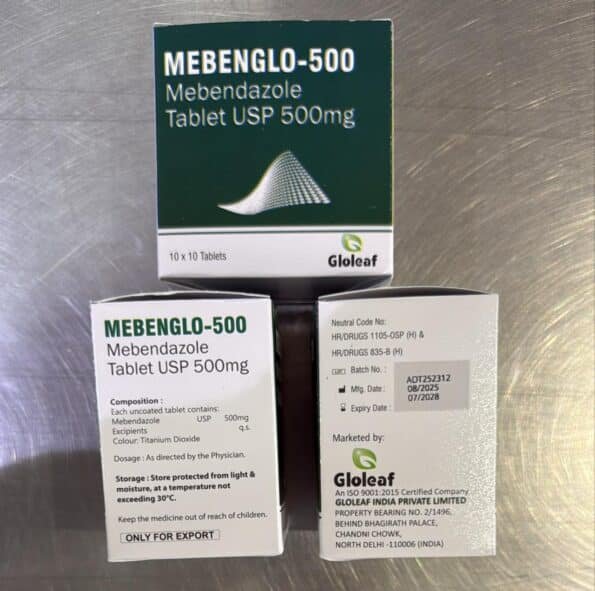 MEBENGLO-500
Mebendazole
Tablet USP 500mg
10 x 10 Tablets
Gloleaf
MEBENGLO-500
Mebendazole
Tablet USP 500mg
Composition :
Each uncoated tablet contains:
Mebendazole USP 500mg
Excipients q.s.
Colour: Titanium Dioxide
Dosage : As directed by the Physician.
Storage : Store protected from light &
moisture, at a temperature not
exceeding 30°C.
Keep the medicine out of reach of children.
ONLY FOR EXPORT
Neutral Code No:
HR/DRUGS 1105-OSP (H) &
HR/DRUGS 835-B (H)
Batch No. : ADT252312
Mfg. Date : 08/2025
Expiry Date : 07/2028
Marketed by:
Gloleaf
An ISO 9001:2015 Certified Company
GLOLEAF INDIA PRIVATE LIMITED
PROPERTY BEARING NO. 2/1496,
BEHIND BHAGIRATH PALACE,
CHANDNI CHOWK,
NORTH DELHI -110006 (INDIA)